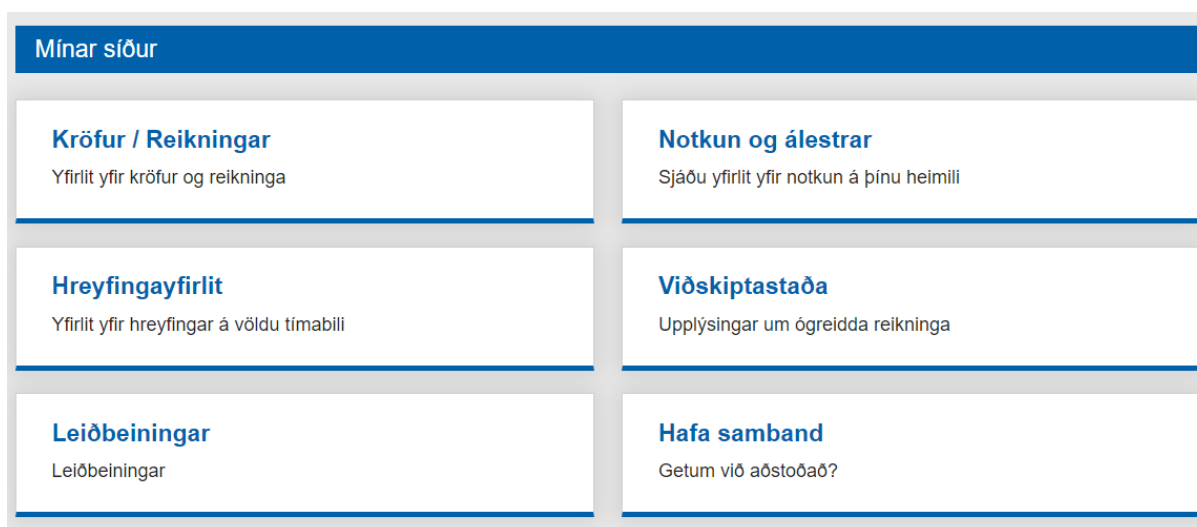 Mínar síður
Kröfur / Reikningar
Yfirlit yfir kröfur og reikninga
Notkun og álestrar
Sjáðu yfirlit yfir notkun á þínu heimili
Hreyfingayfirlit
Yfirlit yfir hreyfingar á völdu tímabili
Viðskiptastaða
Upplýsingar um ógreidda reikninga
Leiðbeiningar
Leiðbeiningar
Hafa samband
Getum við aðstoðað?